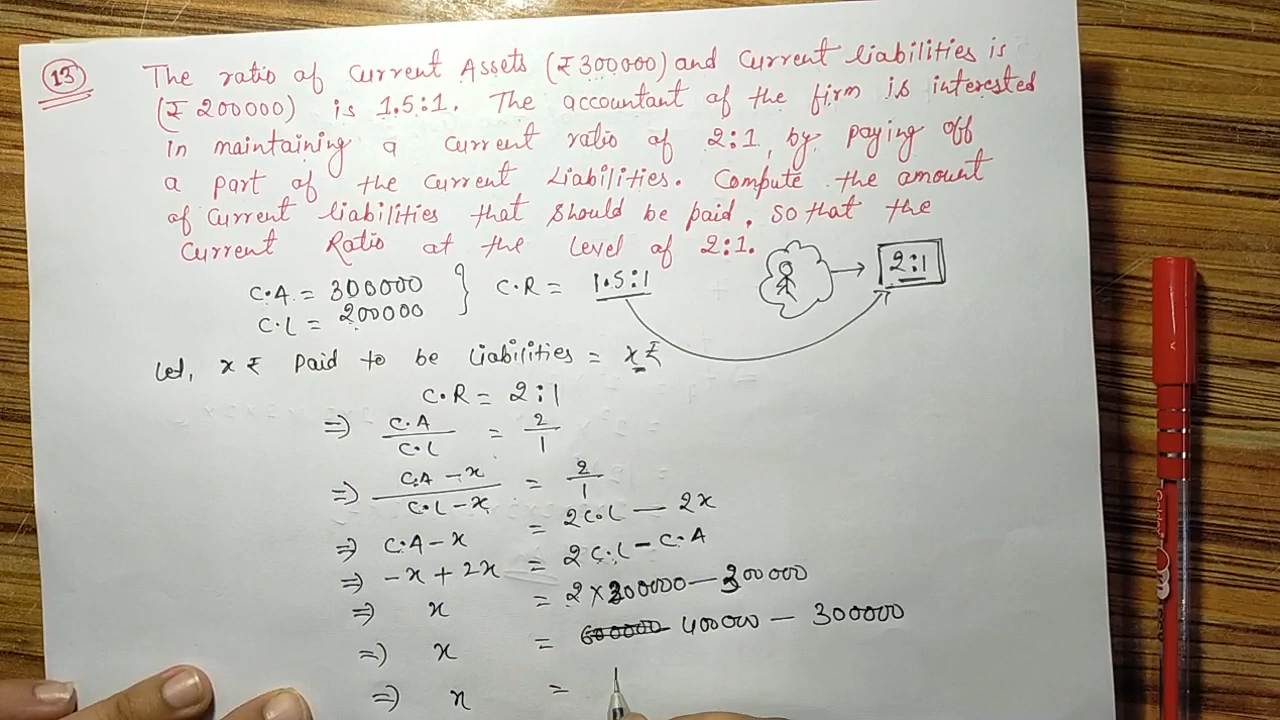 13
The ratio of Current Assets (₹300000) and Current liabilities is
(₹ 200000) is 1.5:1. The accountant of the firm is interested
in maintaining a current ratio of 2:1, by paying off
a part of the current Liabilities. Compute the amount
of Current liabilities that should be paid, so that the
Current Ratio at the level of 2:1.
2:1
C.A. = 300000 } C.R = 1.5:1
C.L = 200000
Let, x ₹ Paid to be Liabilities = x ₹
C.R = 2:1
=> C.A / C.L = 2 / 1
=> C.A - x / C.L - x = 2 / 1
=> C.A - x = 2C.L - 2x
=> -x + 2x = 2C.L - C.A
=> x = 2 x 200000 - 300000
=> x = 600000 400000 - 300000
=> x =